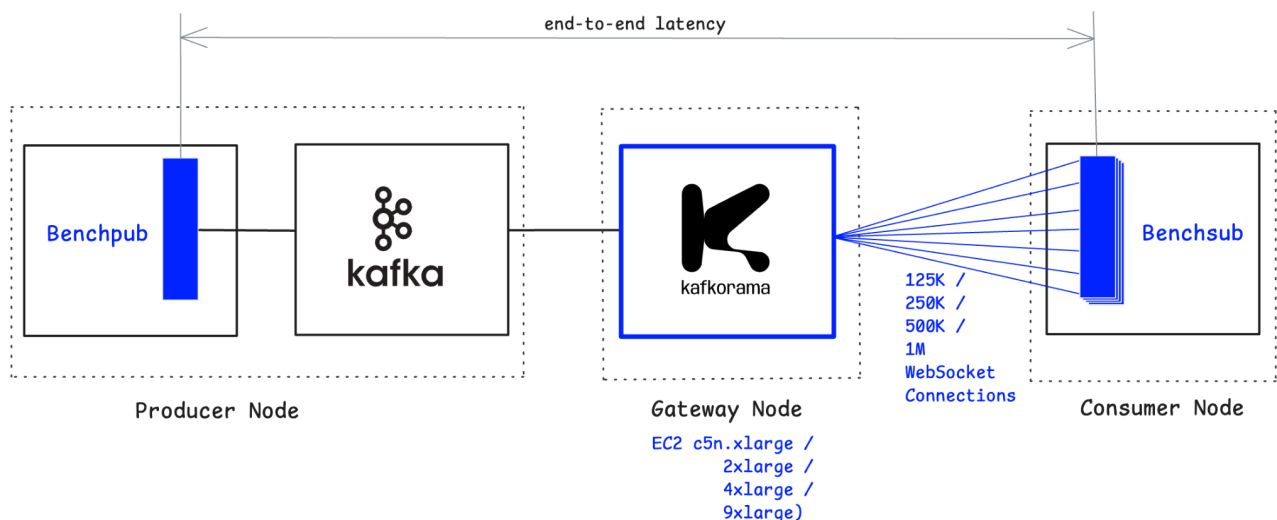 end-to-end latency
Benchpub
kafka
kafkorama
Benchsub
125K /
250K /
500K /
1M
WebSocket
Connections
Producer Node
Gateway Node
Consumer Node
EC2 c5n.xlarge /
2xlarge /
4xlarge /
9xlarge)